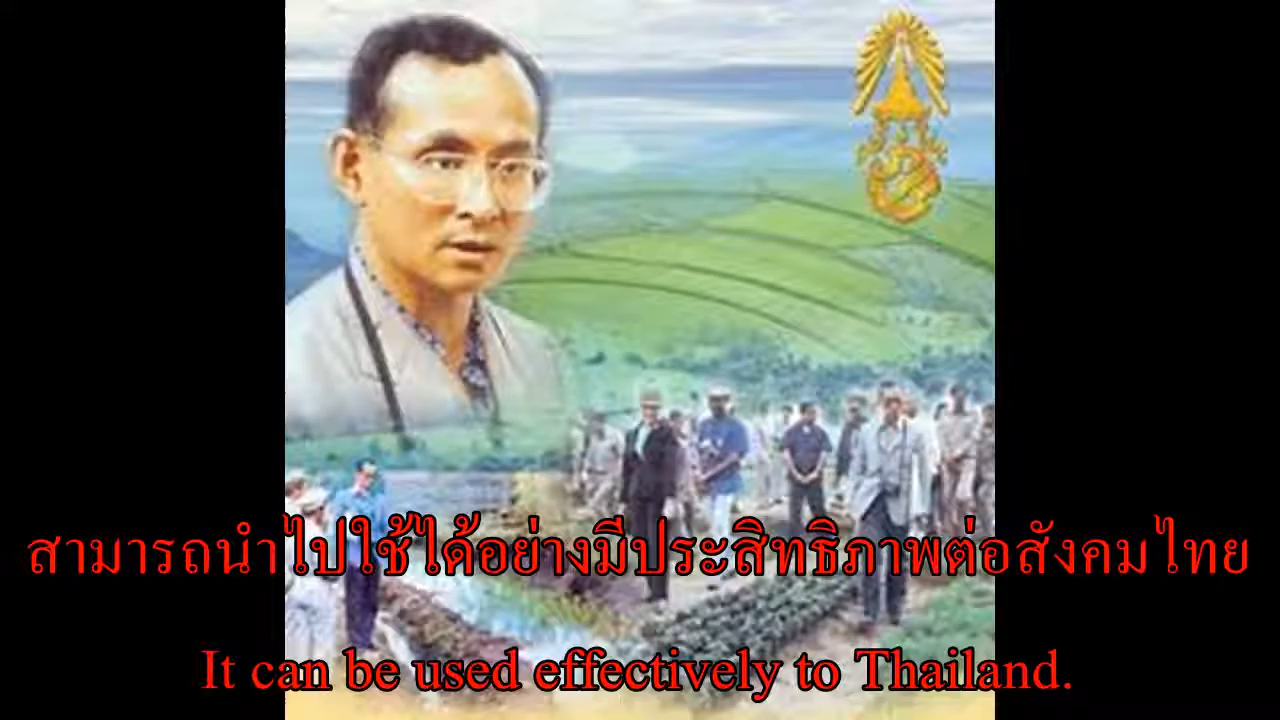 สามารถนำไปใช้ได้อย่างมีประสิทธิภาพต่อสังคมไทย
It can be used effectively to Thailand.